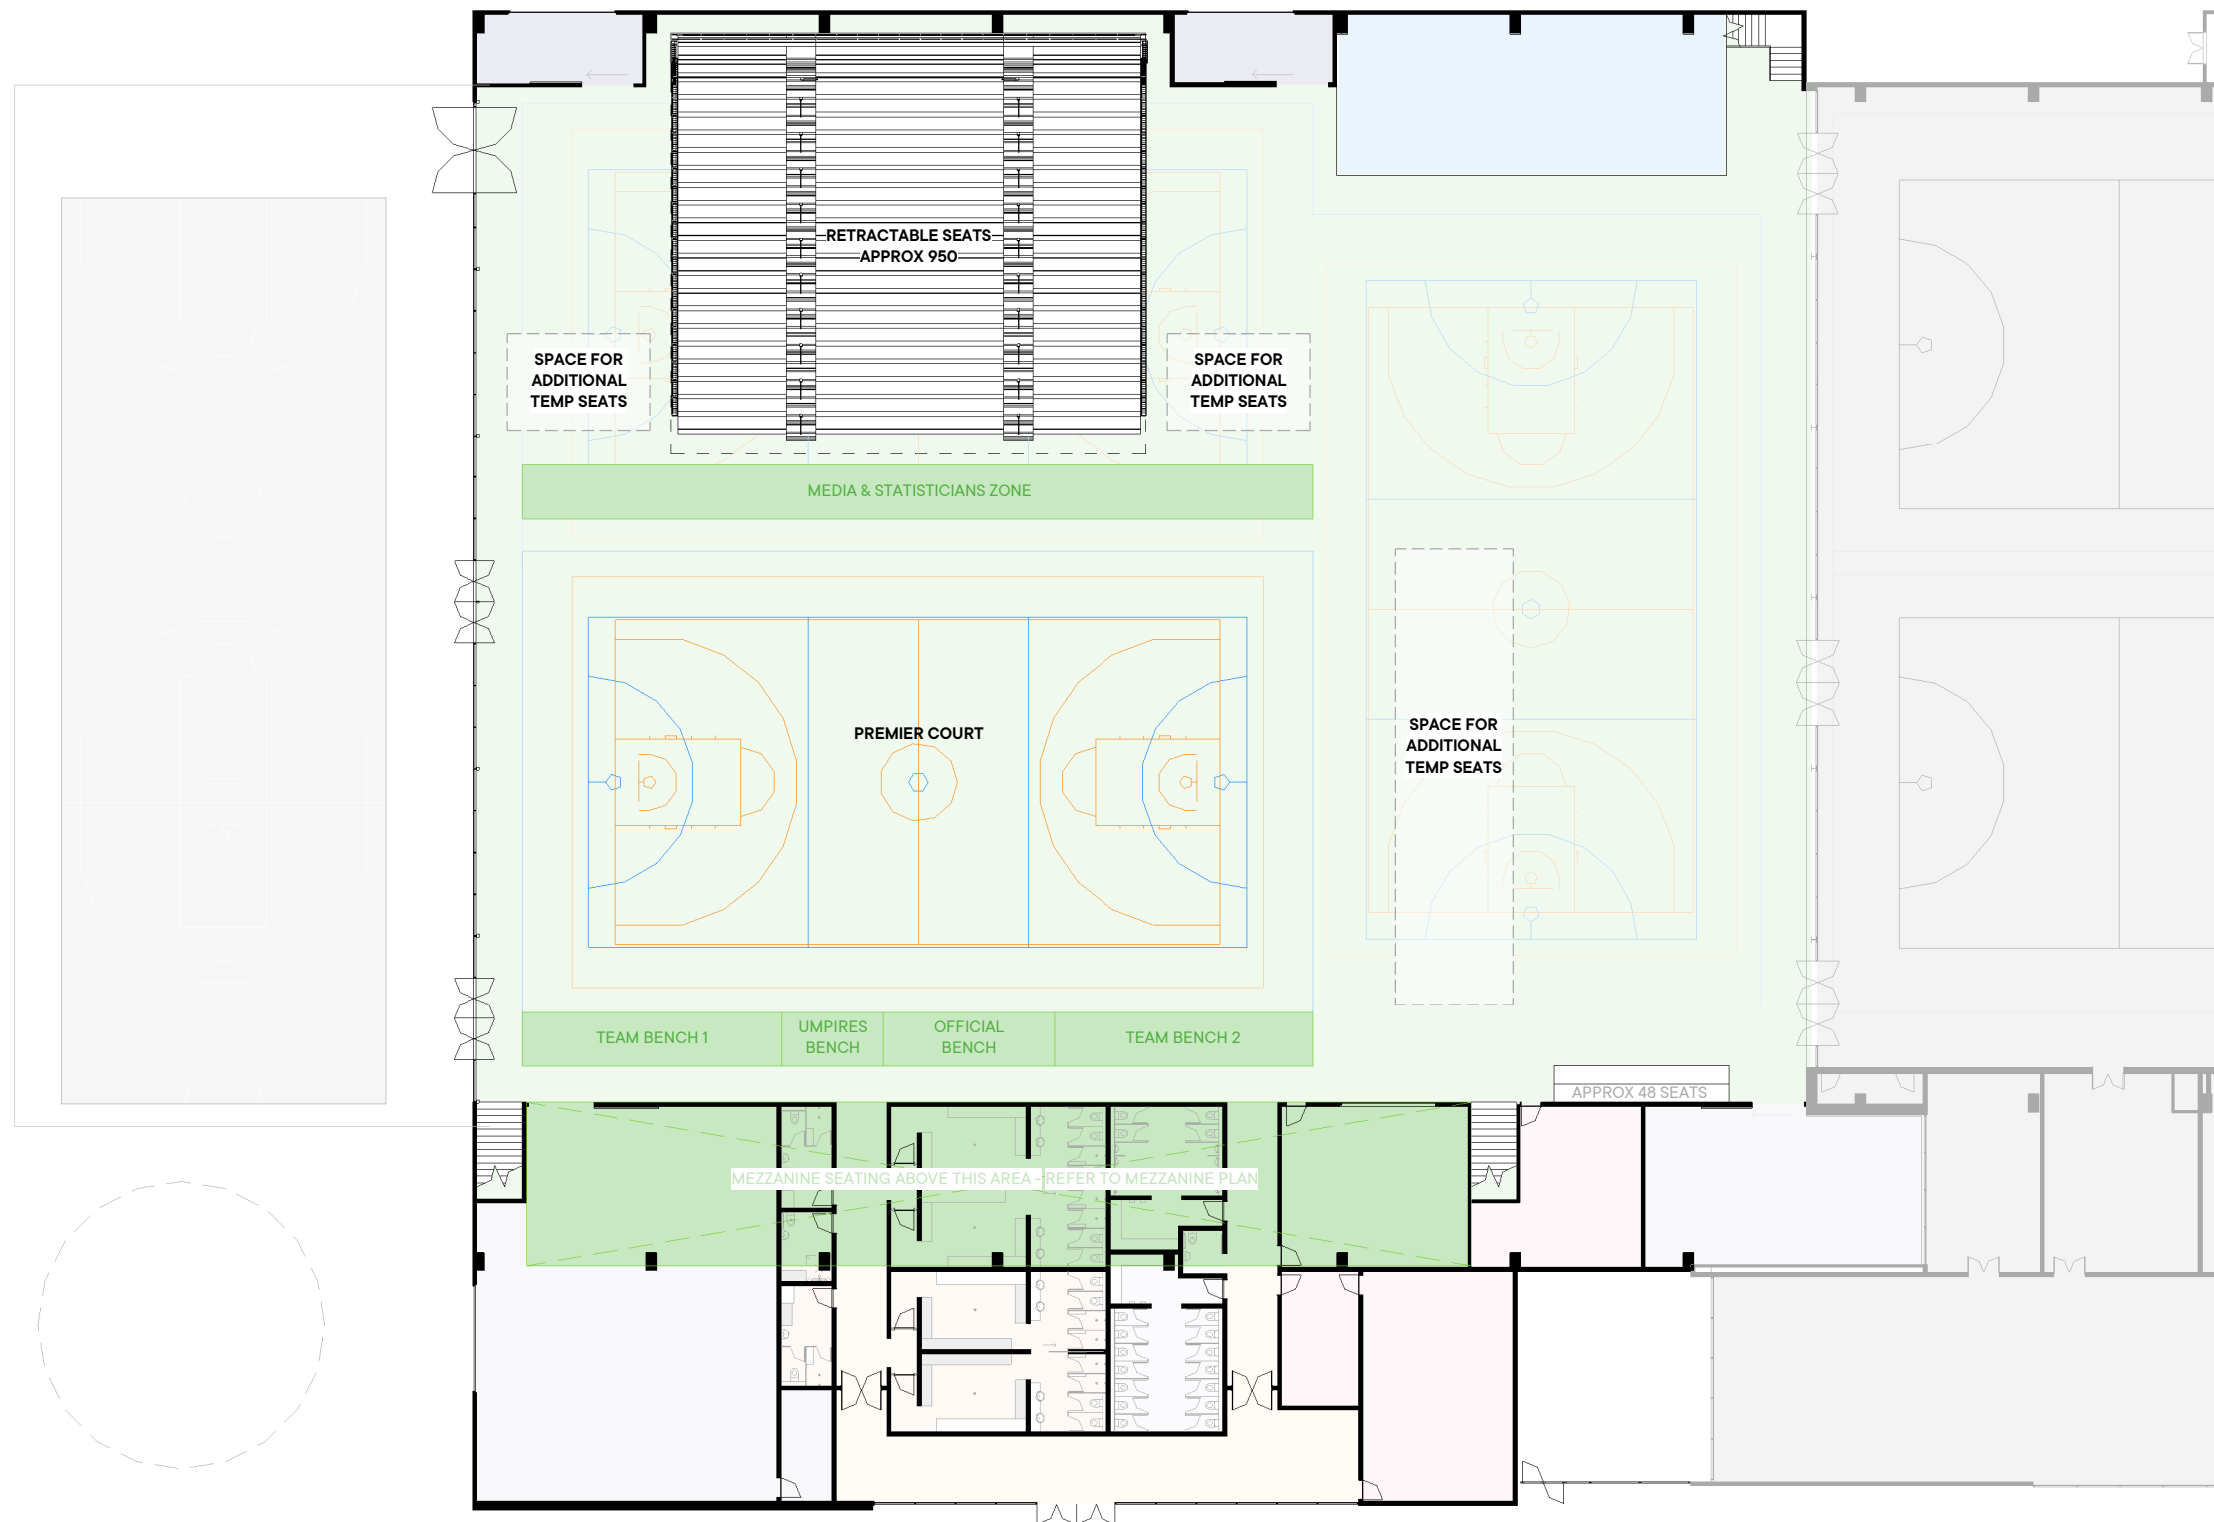 RETRACTABLE SEATS
APPROX 950
SPACE FOR
ADDITIONAL
TEMP SEATS
SPACE FOR
ADDITIONAL
TEMP SEATS
MEDIA & STATISTICIANS ZONE
PREMIER COURT
SPACE FOR
ADDITIONAL
TEMP SEATS
TEAM BENCH 1
UMPIRES
BENCH
OFFICIAL
BENCH
TEAM BENCH 2
APPROX 48 SEATS
MEZZANINE SEATING ABOVE THIS AREA - REFER TO MEZZANINE PLAN